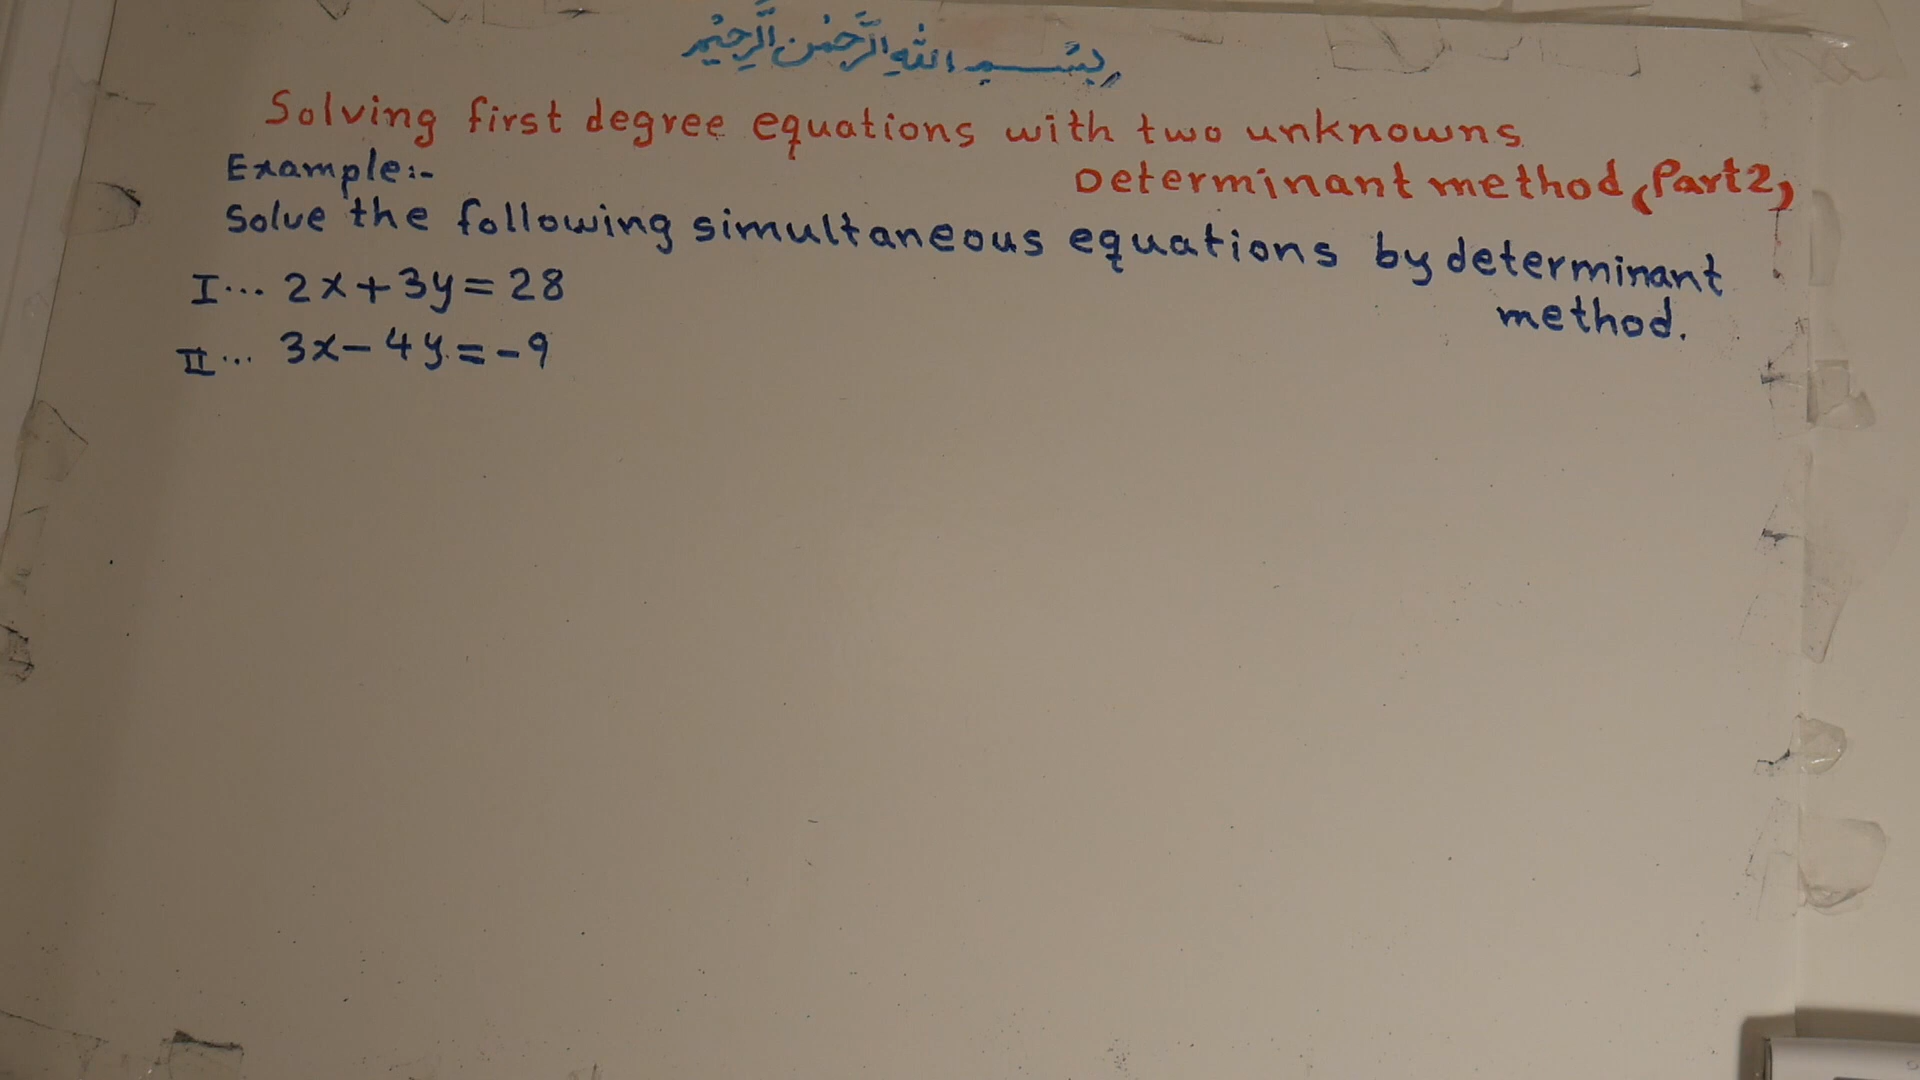 بِسْمِ اللهِ الرَّحْمٰنِ الرَّحِيْمِ
Solving first degree equations with two unknowns
Determinant method (Part2)
Example:-
Solve the following simultaneous equations by determinant
method.
I... 2x+3y=28
II... 3x-4y=-9